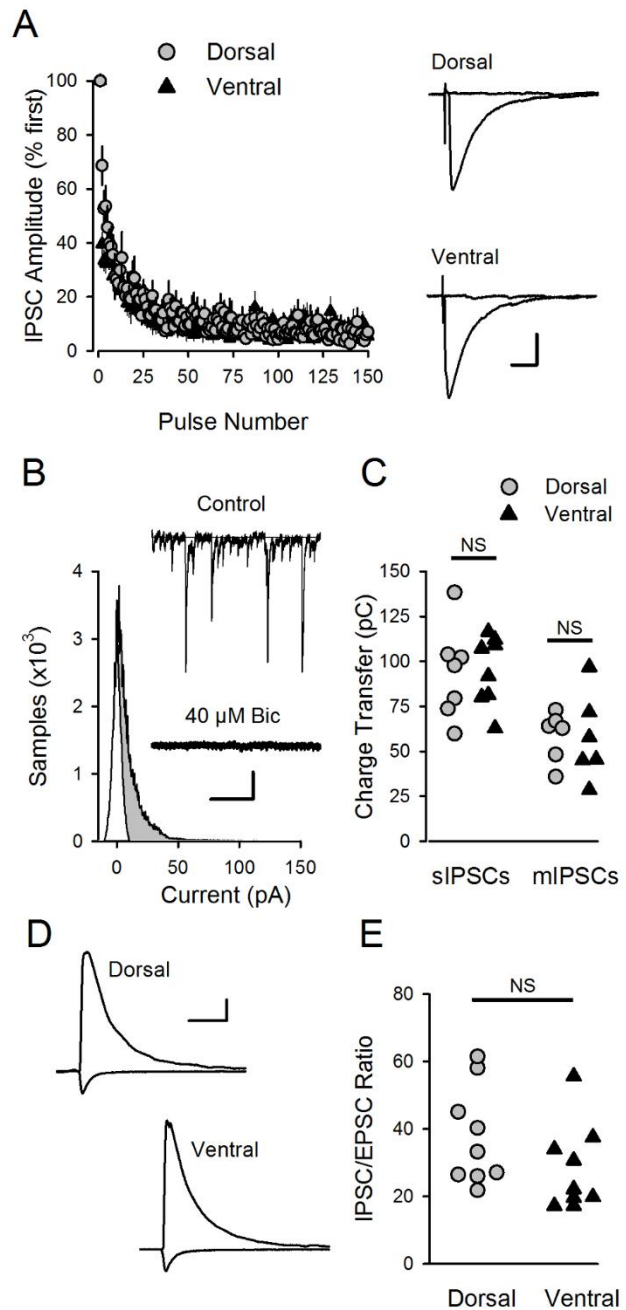 A
Dorsal
Ventral
IPSC Amplitude (% first)
100
80
60
40
20
0
0 25 50 75 100 125 150
Pulse Number
Dorsal
Ventral
B
Control
40 µM Bic
Samples (x10³)
4
3
2
1
0
0 50 100 150
Current (pA)
C
Dorsal
Ventral
NS
NS
Charge Transfer (pC)
150
125
100
75
50
25
0
sIPSCs mIPSCs
D
Dorsal
Ventral
E
NS
IPSC/EPSC Ratio
80
60
40
20
0
Dorsal Ventral